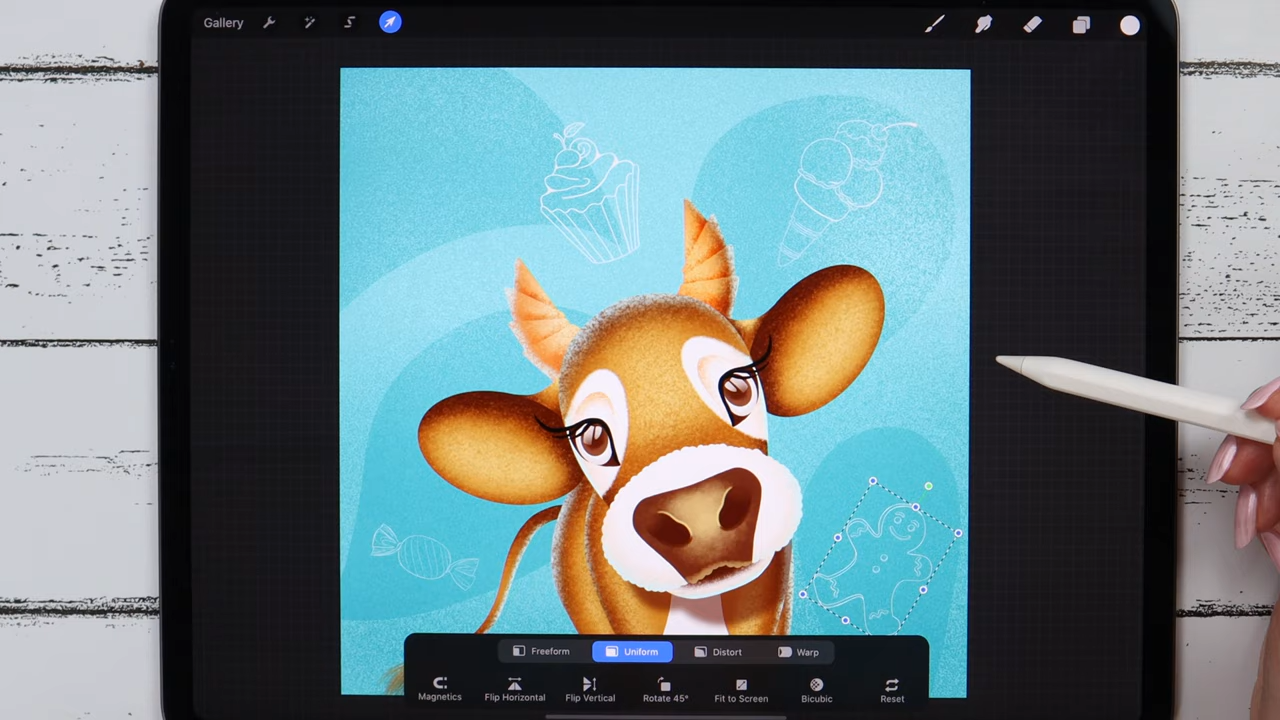 Gallery
Freeform Uniform Distort Warp
Magnetics Flip Horizontal Flip Vertical Rotate 45° Fit to Screen Bicubic Reset